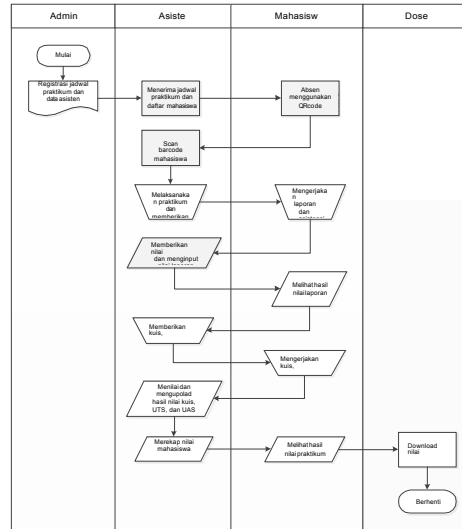 Admin
Asiste
Mahasisw
Dose
Mulai
Registrasi jadwal
praktikum dan
data asisten
Menerima jadwal
praktikum dan
daftar mahasiswa
Absen
menggunakan
QRcode
Scan
barcode
mahasiswa
Melaksanaka
n praktikum
dan
memberikan
Mengerjaka
n
laporan
dan
Memberikan
nilai
dan menginput
nilai laporan
Melihat hasil
nilai laporan
Memberikan
kuis,
Mengerjakan
kuis,
Menilai dan
mengupolad
hasil nilai kuis,
UTS, dan UAS
Merekap nilai
mahasiswa
Melihat hasil
nilai praktikum
Download
nilai
Berhenti